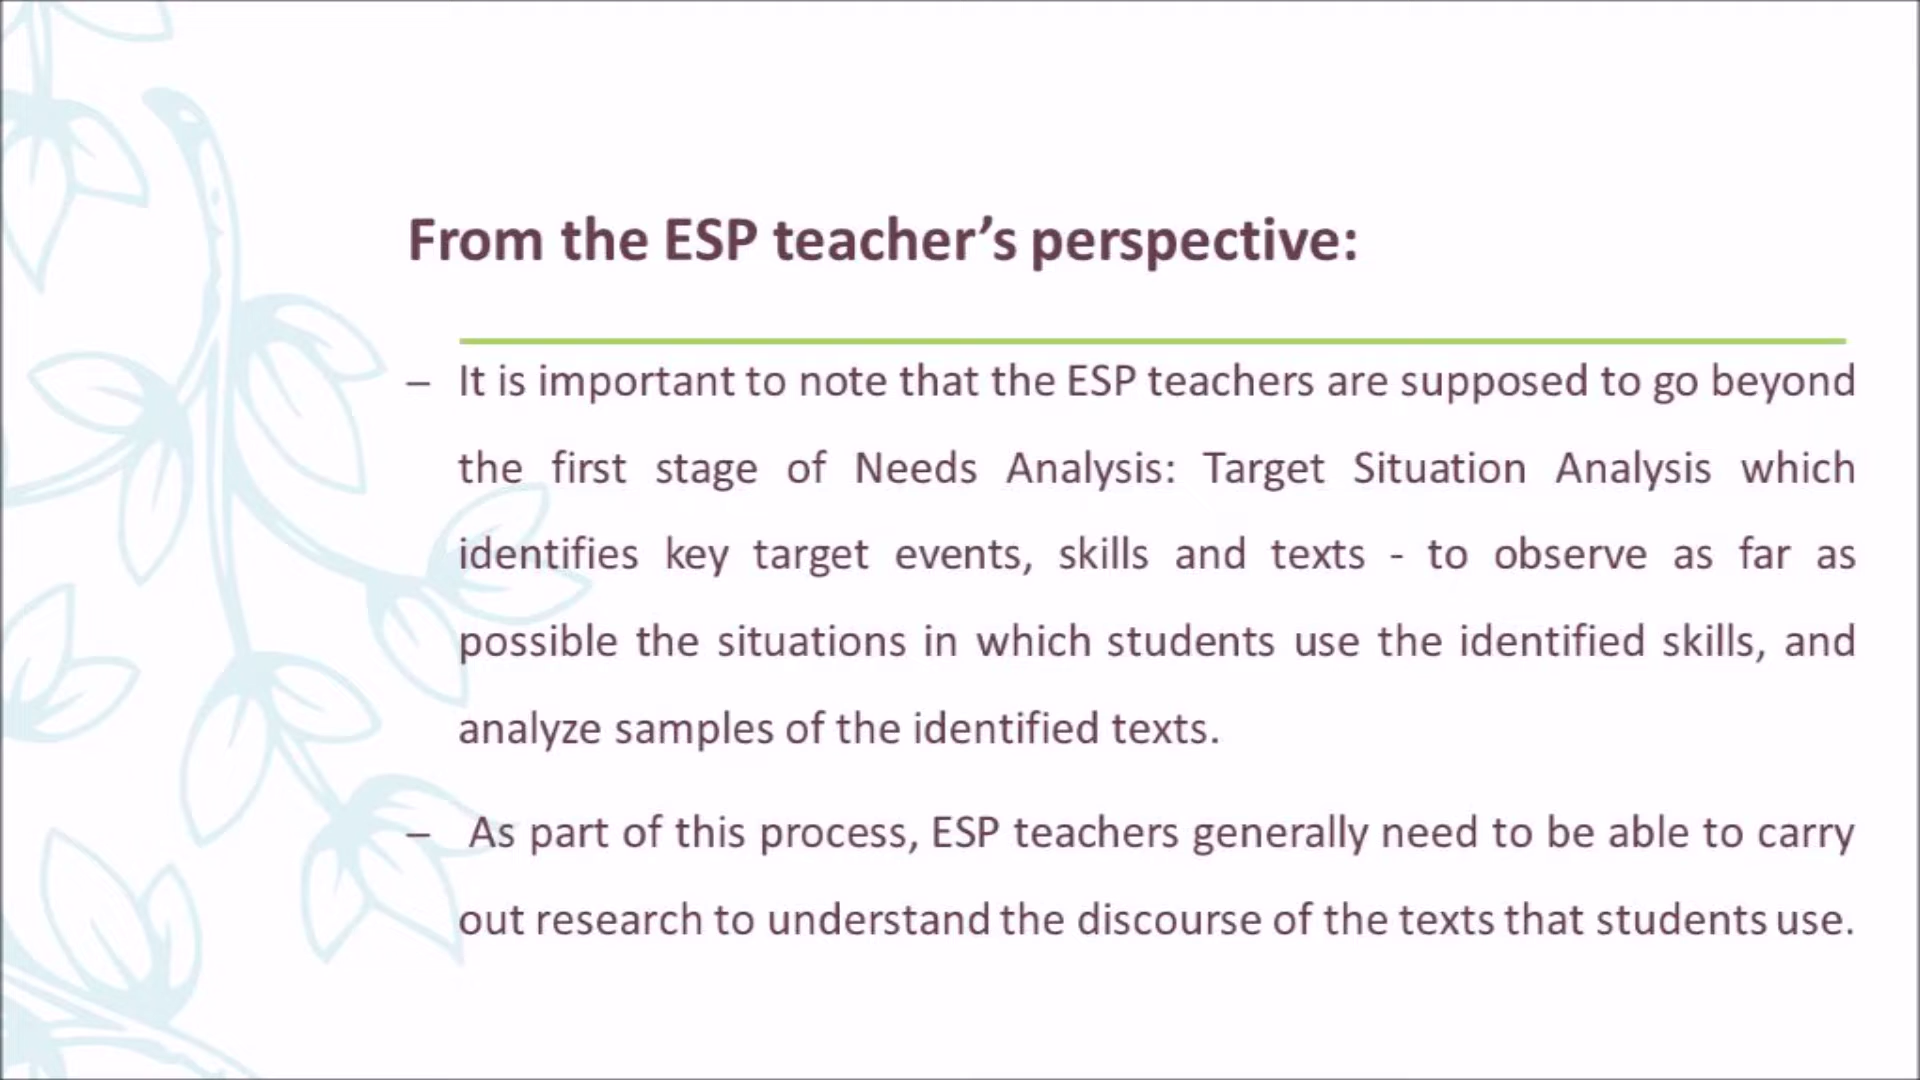 From the ESP teacher’s perspective:
– It is important to note that the ESP teachers are supposed to go beyond
the first stage of Needs Analysis: Target Situation Analysis which
identifies key target events, skills and texts - to observe as far as
possible the situations in which students use the identified skills, and
analyze samples of the identified texts.
– As part of this process, ESP teachers generally need to be able to carry
out research to understand the discourse of the texts that students use.